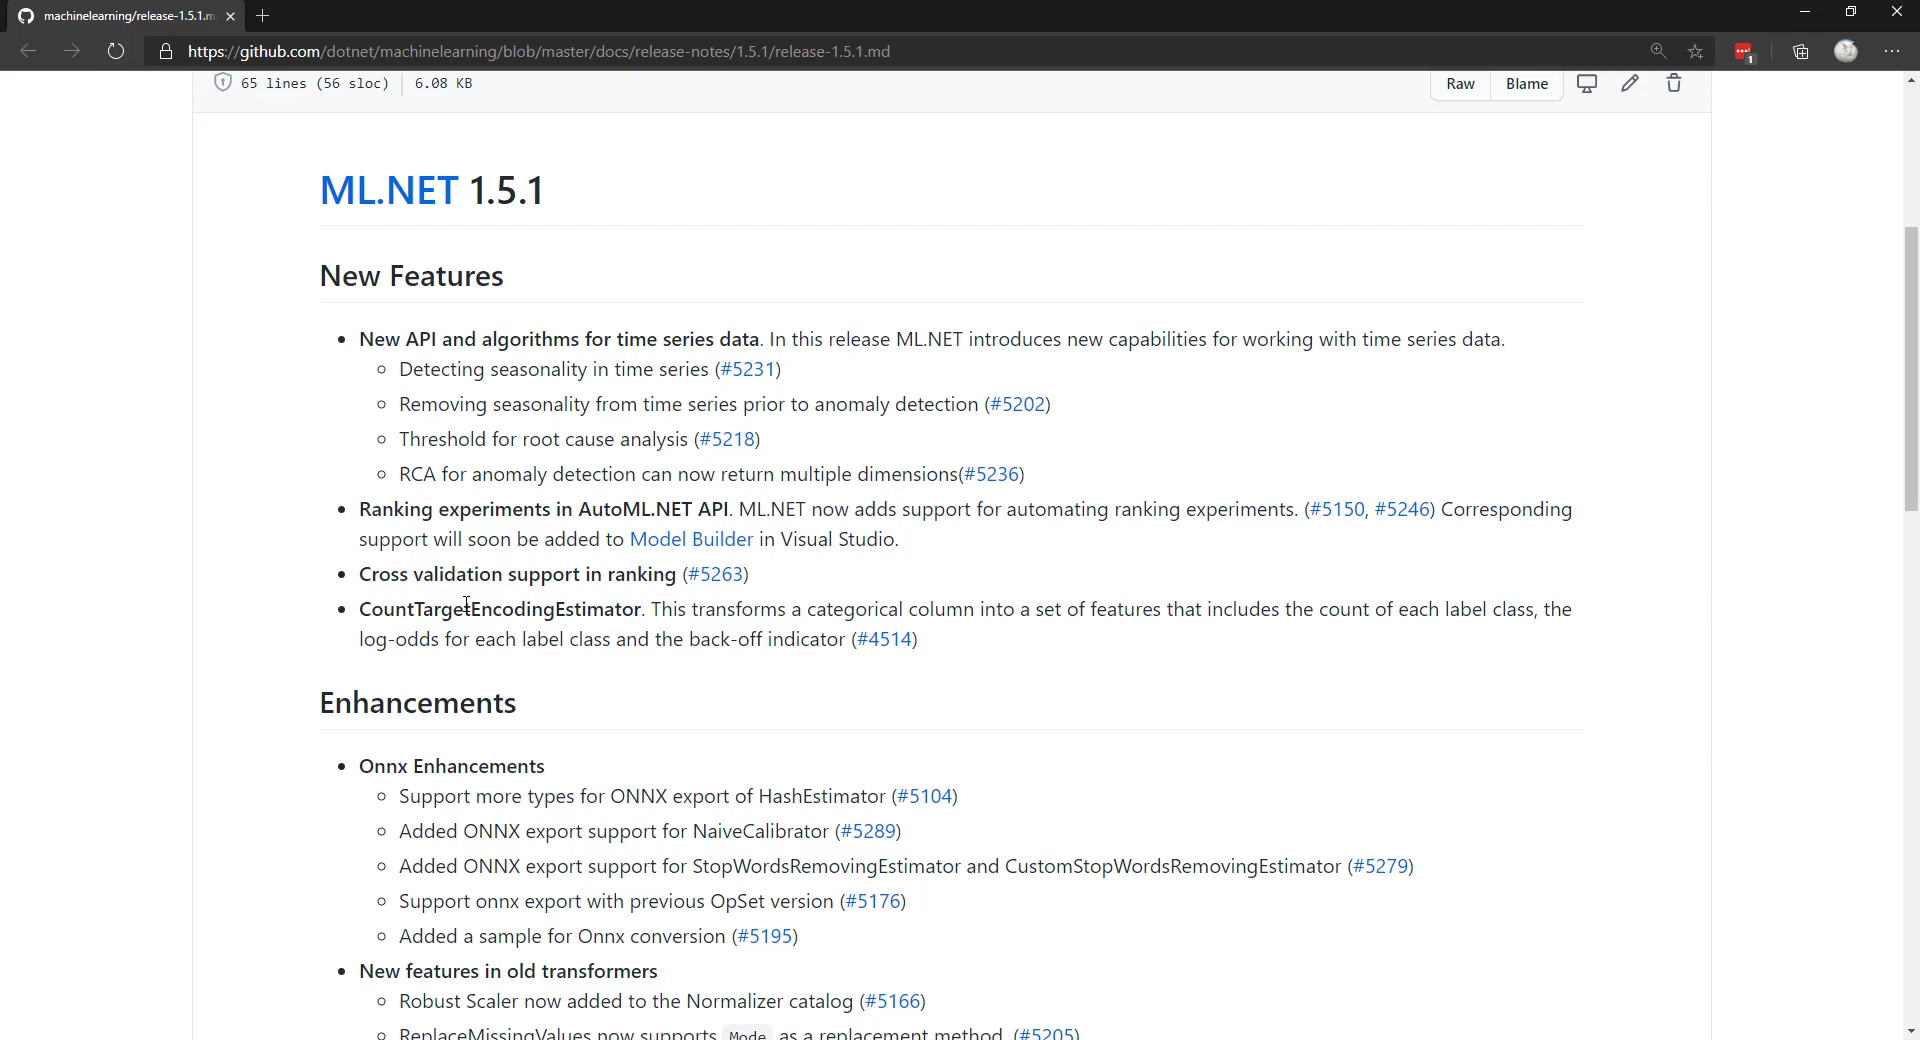 machinelearning/release-1.5.1.m
https://github.com/dotnet/machinelearning/blob/master/docs/release-notes/1.5.1/release-1.5.1.md
1
65 lines (56 sloc) 6.08 KB
Raw Blame
ML.NET 1.5.1
New Features
New API and algorithms for time series data. In this release ML.NET introduces new capabilities for working with time series data.
Detecting seasonality in time series (#5231)
Removing seasonality from time series prior to anomaly detection (#5202)
Threshold for root cause analysis (#5218)
RCA for anomaly detection can now return multiple dimensions(#5236)
Ranking experiments in AutoML.NET API. ML.NET now adds support for automating ranking experiments. (#5150, #5246) Corresponding
support will soon be added to Model Builder in Visual Studio.
Cross validation support in ranking (#5263)
CountTargetEncodingEstimator. This transforms a categorical column into a set of features that includes the count of each label class, the
log-odds for each label class and the back-off indicator (#4514)
Enhancements
Onnx Enhancements
Support more types for ONNX export of HashEstimator (#5104)
Added ONNX export support for NaiveCalibrator (#5289)
Added ONNX export support for StopWordsRemovingEstimator and CustomStopWordsRemovingEstimator (#5279)
Support onnx export with previous OpSet version (#5176)
Added a sample for Onnx conversion (#5195)
New features in old transformers
Robust Scaler now added to the Normalizer catalog (#5166)
ReplaceMissingValues now supports Mode as a replacement method. (#5205)